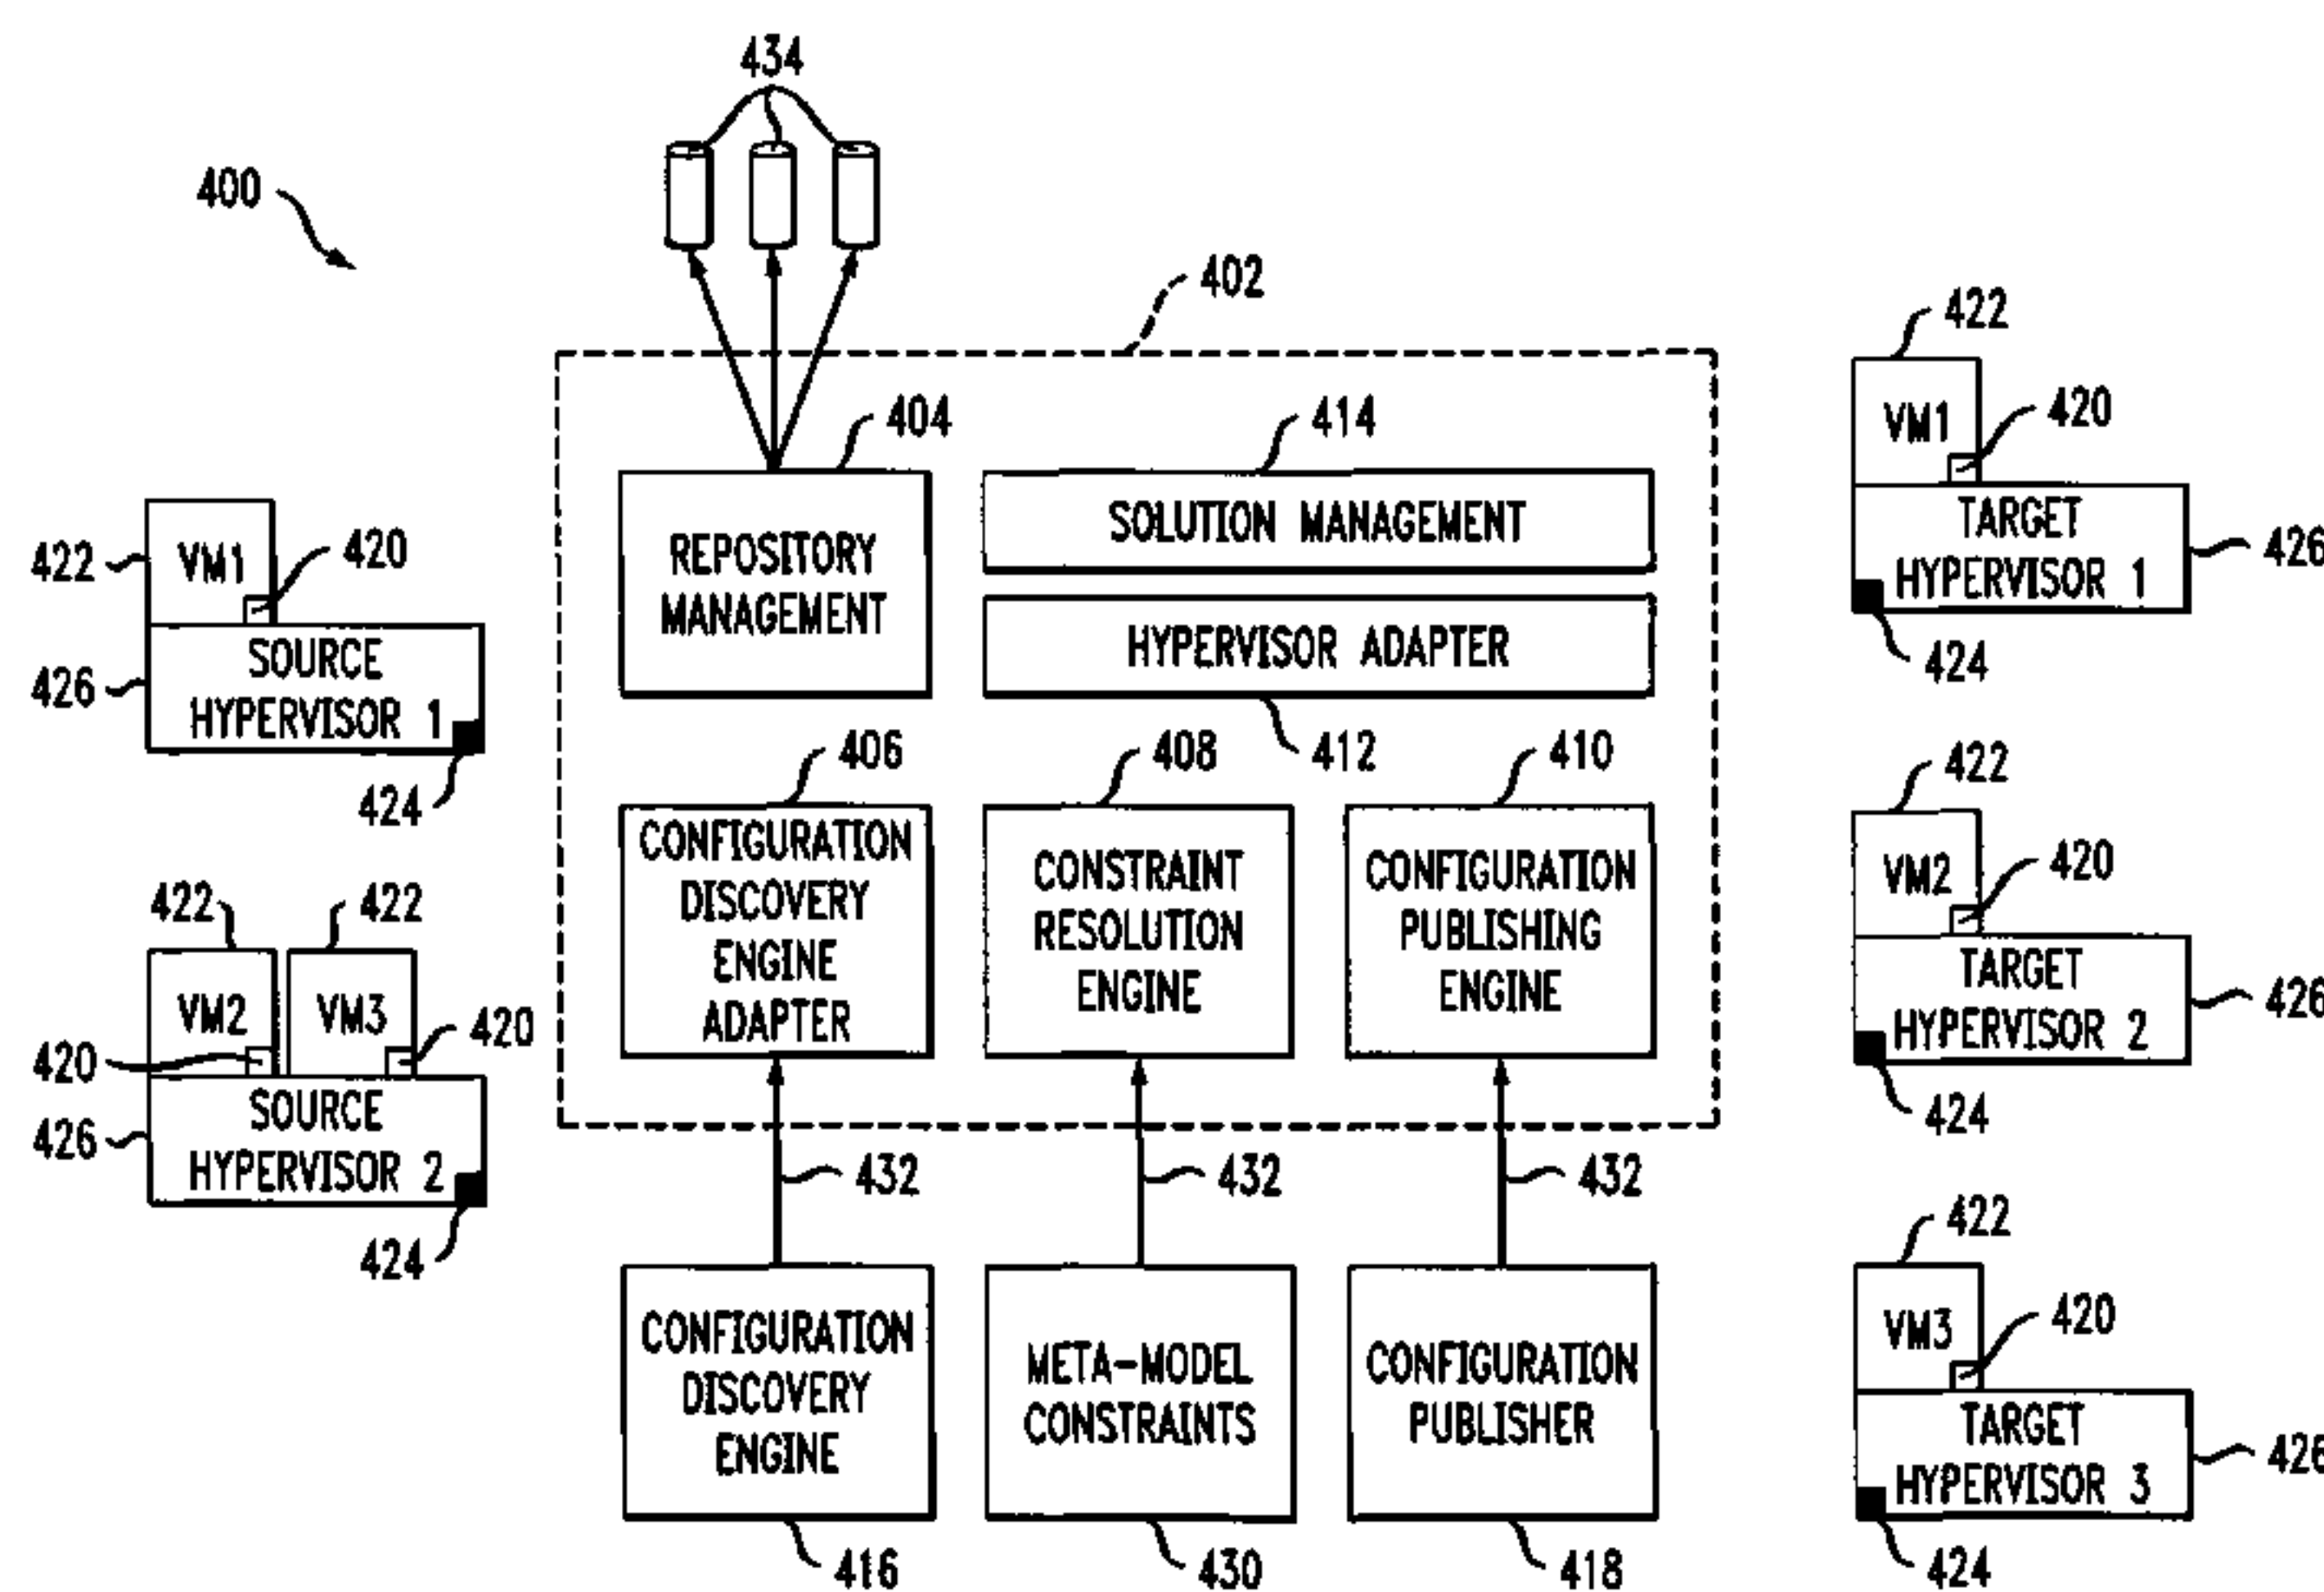 434
400
402
404
REPOSITORY
MANAGEMENT
414
SOLUTION MANAGEMENT
HYPERVISOR ADAPTER
412
406
CONFIGURATION
DISCOVERY
ENGINE
ADAPTER
408
CONSTRAINT
RESOLUTION
ENGINE
410
CONFIGURATION
PUBLISHING
ENGINE
432
432
432
CONFIGURATION
DISCOVERY
ENGINE
416
META-MODEL
CONSTRAINTS
430
CONFIGURATION
PUBLISHER
418
422
VM1
420
426
SOURCE
HYPERVISOR 1
424
422
422
VM2
VM3
420
420
426
SOURCE
HYPERVISOR 2
424
422
VM1
420
TARGET
HYPERVISOR 1
426
424
422
VM2
420
TARGET
HYPERVISOR 2
426
424
422
VM3
420
TARGET
HYPERVISOR 3
426
424